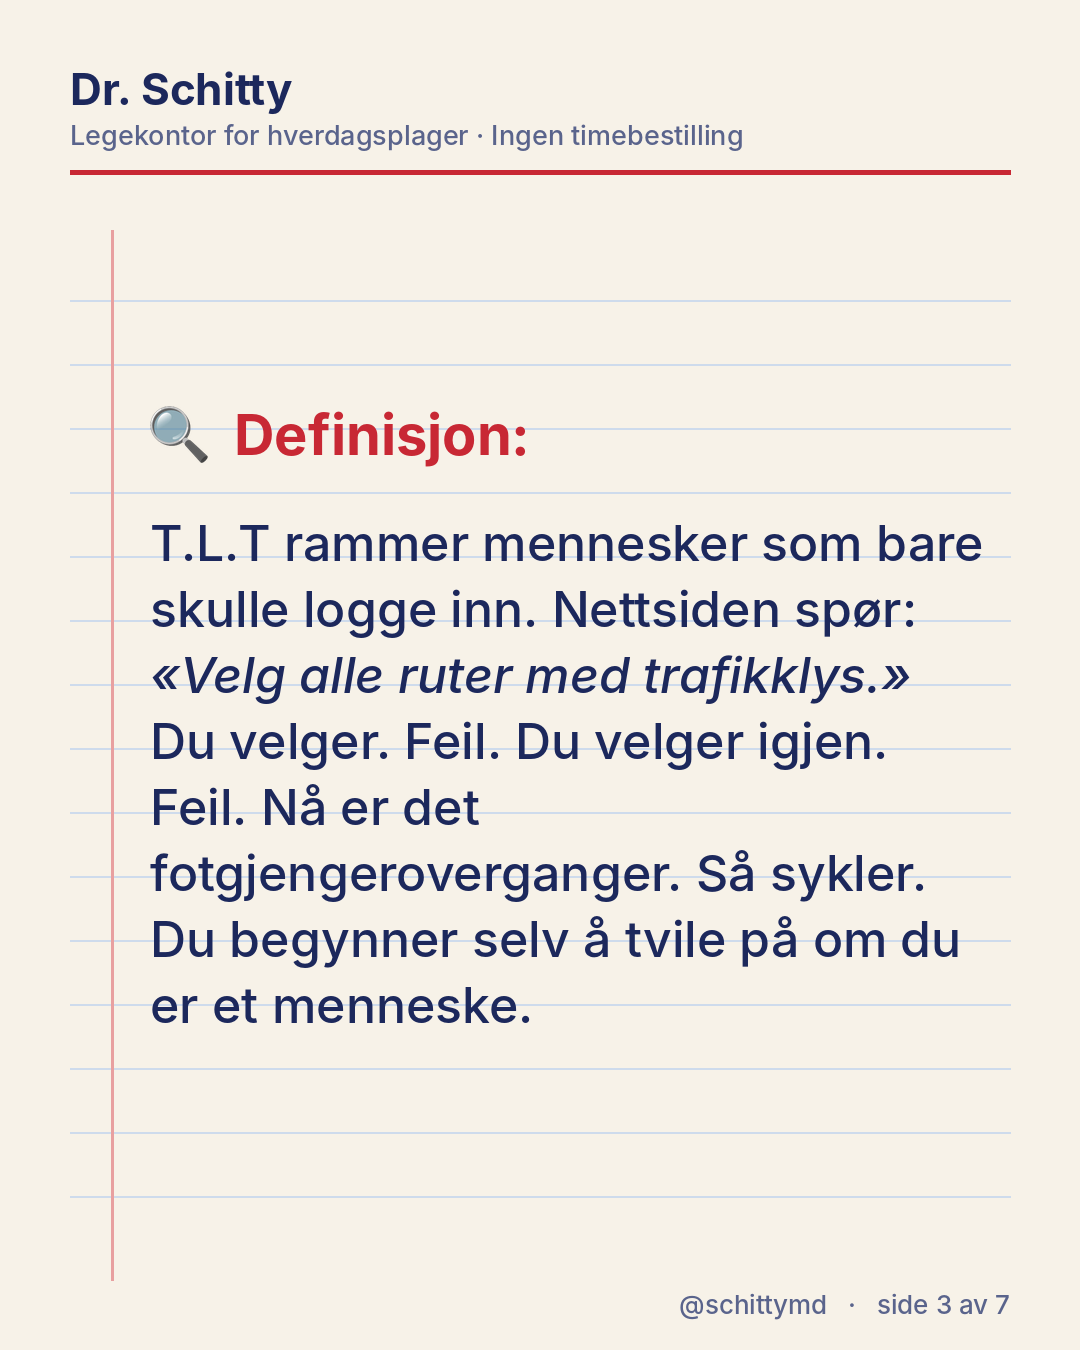 Dr. Schitty
Legekontor for hverdagsplager · Ingen timebestilling
🔍 Definisjon:
T.L.T rammer mennesker som bare
skulle logge inn. Nettsiden spør:
«Velg alle ruter med trafikklys.»
Du velger. Feil. Du velger igjen.
Feil. Nå er det
fotgjengeroverganger. Så sykler.
Du begynner selv å tvile på om du
er et menneske.
@schittymd · side 3 av 7